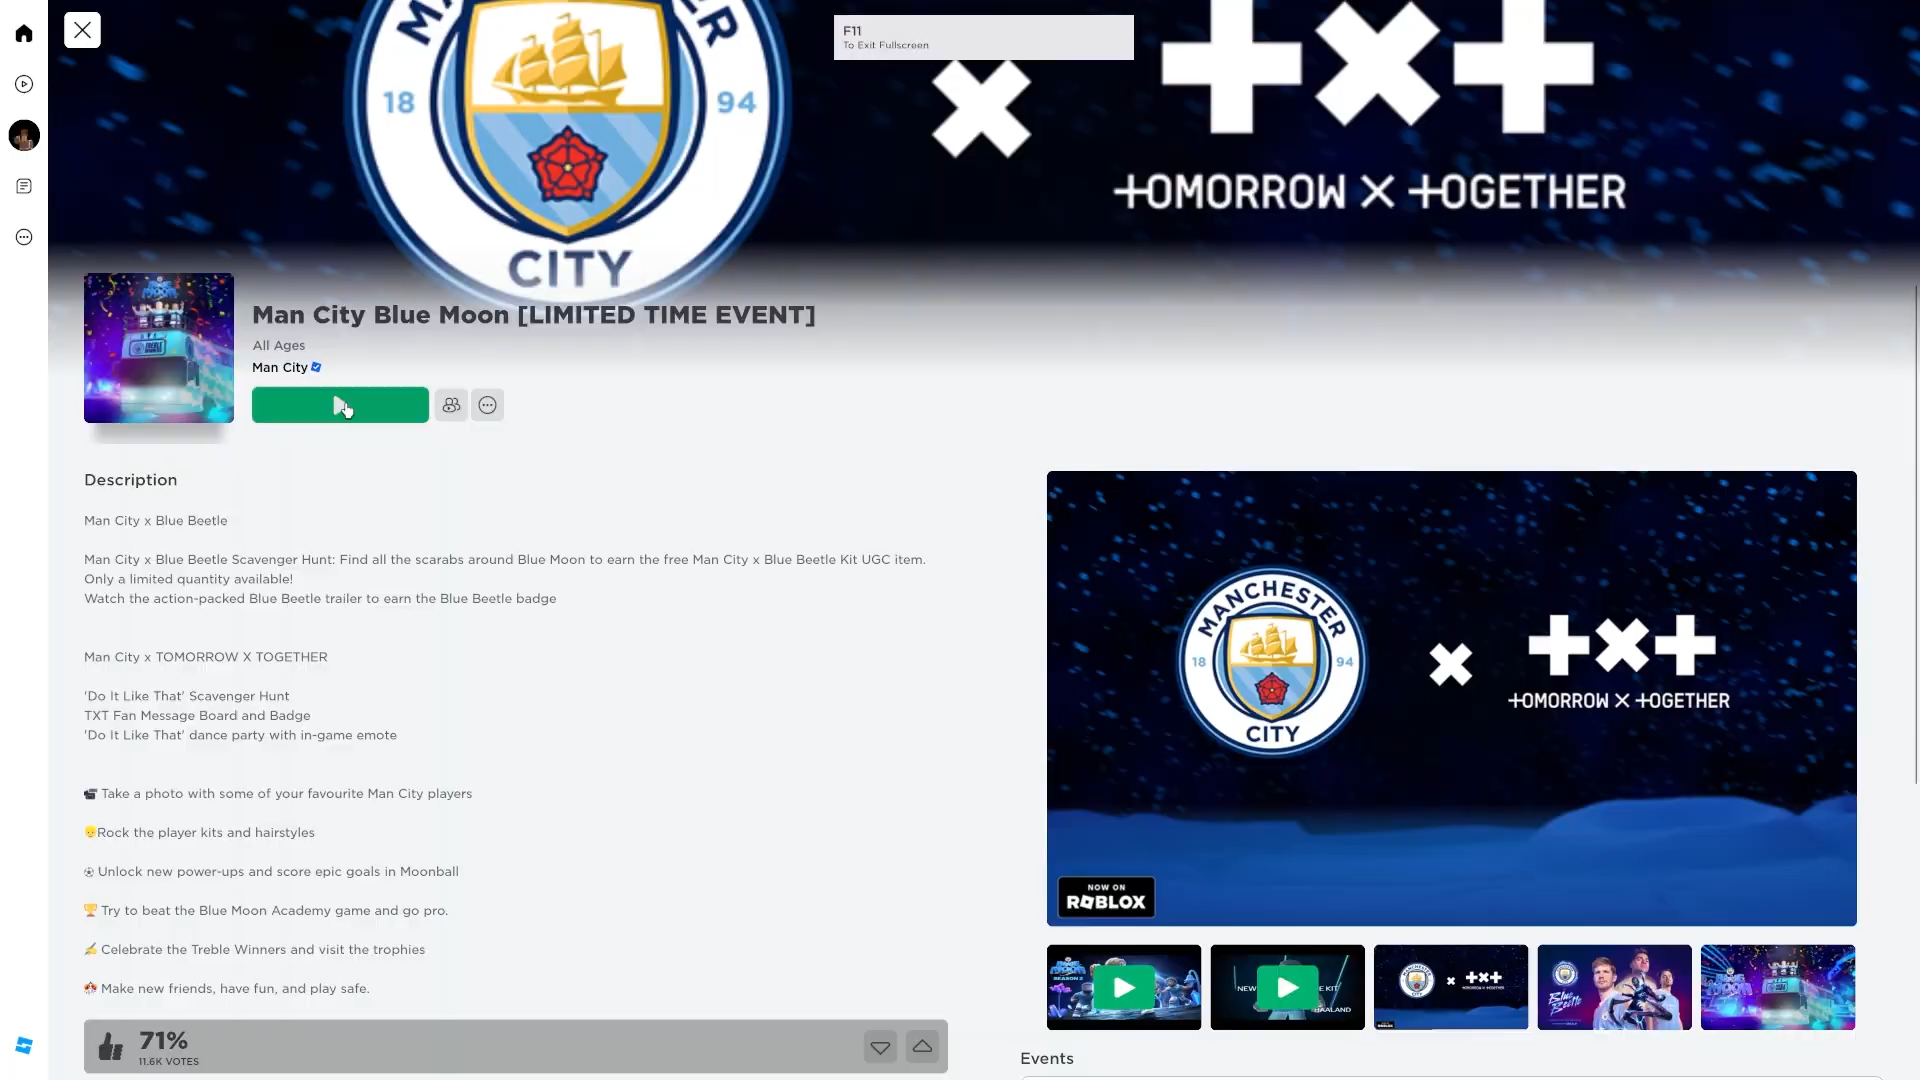 F11
To Exit Fullscreen
18
94
CITY
TOMORROW X TOGETHER
Man City Blue Moon [LIMITED TIME EVENT]
All Ages
Man City
Description
Man City x Blue Beetle
Man City x Blue Beetle Scavenger Hunt: Find all the scarabs around Blue Moon to earn the free Man City x Blue Beetle Kit UGC item.
Only a limited quantity available!
Watch the action-packed Blue Beetle trailer to earn the Blue Beetle badge
Man City x TOMORROW X TOGETHER
'Do It Like That' Scavenger Hunt
TXT Fan Message Board and Badge
'Do It Like That' dance party with in-game emote
Take a photo with some of your favourite Man City players
Rock the player kits and hairstyles
Unlock new power-ups and score epic goals in Moonball
Try to beat the Blue Moon Academy game and go pro.
Celebrate the Treble Winners and visit the trophies
Make new friends, have fun, and play safe.
71%
11.6K VOTES
MANCHESTER
18
94
CITY
TOMORROW X TOGETHER
NOW ON
ROBLOX
Blue
Beetle
Events